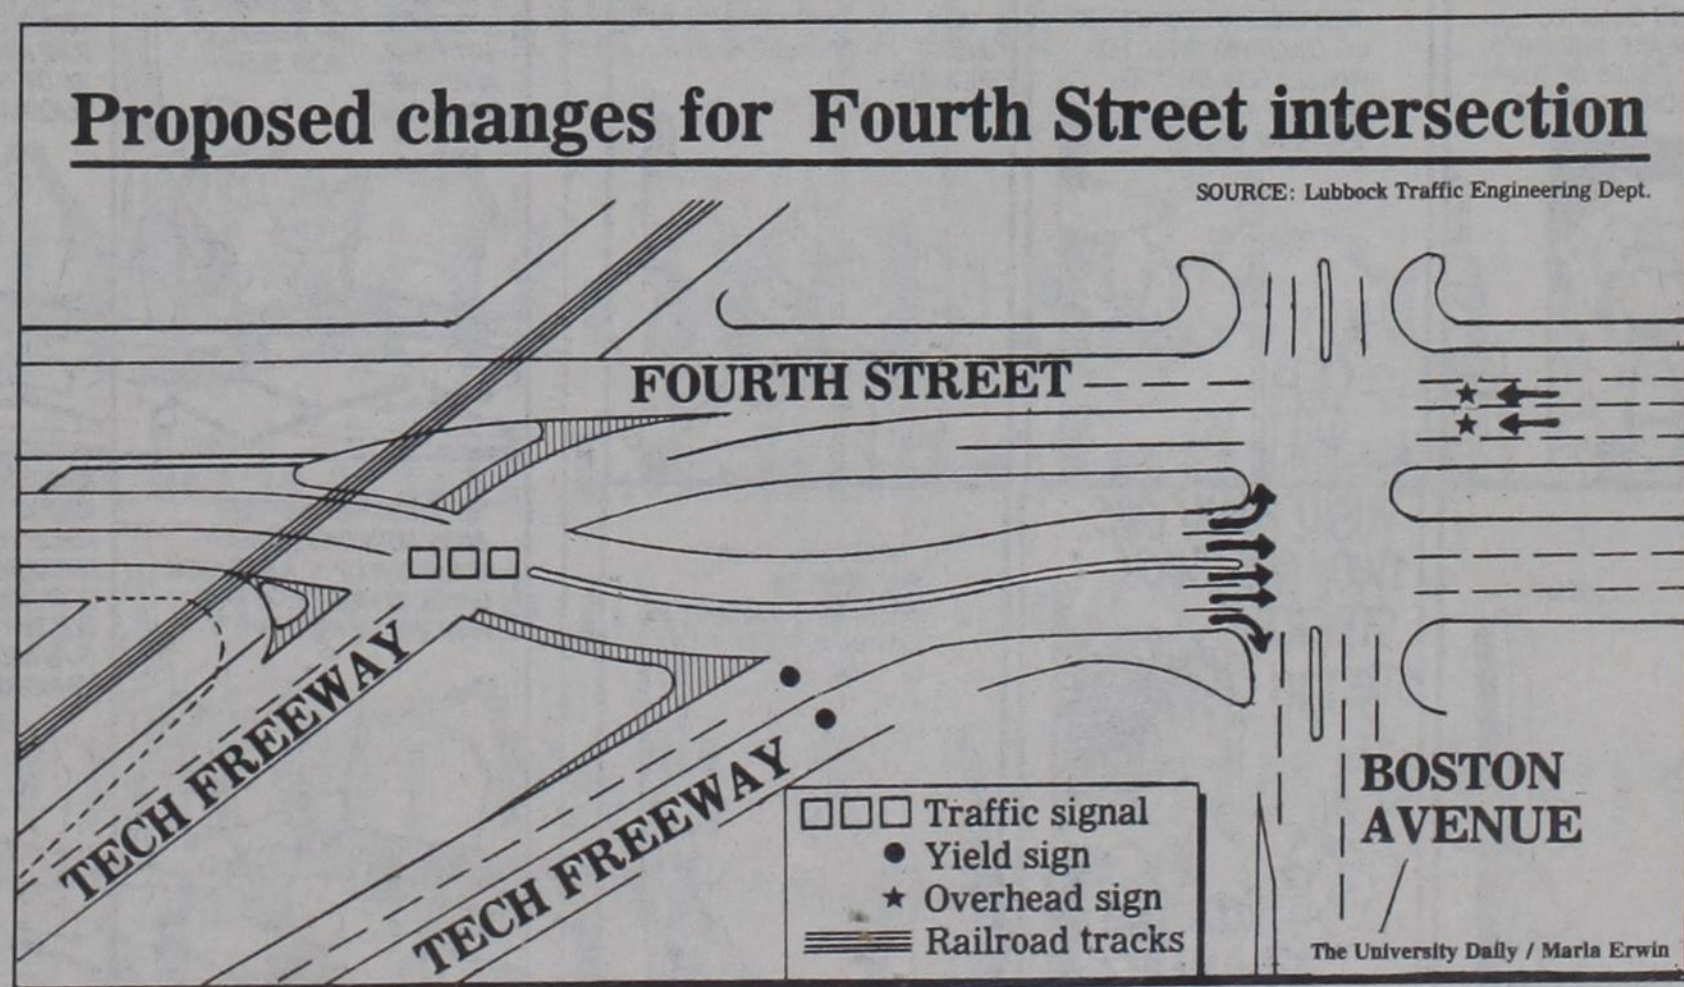 Proposed changes for Fourth Street intersection
SOURCE: Lubbock Traffic Engineering Dept.
FOURTH STREET
TECH FREEWAY
TECH FREEWAY
Traffic signal
Yield sign
Overhead sign
Railroad tracks
BOSTON
AVENUE
The University Daily / Marla Erwin